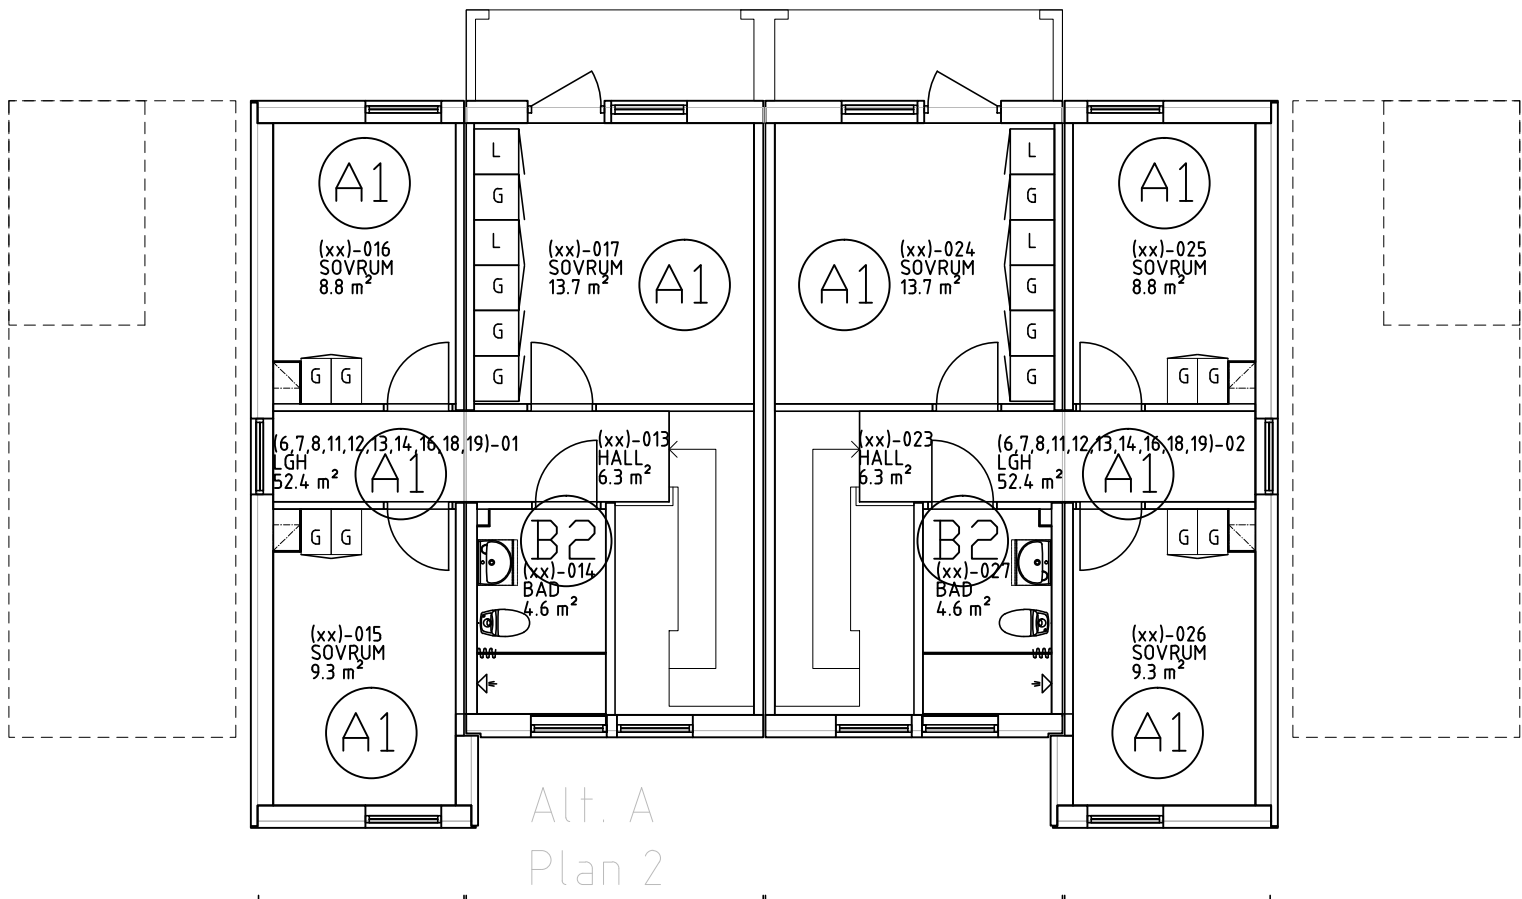 A1
(xx)-016
SOVRUM
8.8 m²
L
G
L
G
G
G
(xx)-017
SOVRUM
13.7 m²
A1
A1
(xx)-024
SOVRUM
13.7 m²
L
G
L
G
G
G
A1
(xx)-025
SOVRUM
8.8 m²
G G
G G
(6,7,8,11,12,13,14,16,18,19)-01
LGH
52.4 m²
A1
(xx)-013
HALL
6.3 m²
(xx)-023
HALL
6.3 m²
(6,7,8,11,12,13,14,16,18,19)-02
LGH
52.4 m²
A1
G G
B2
(xx)-014
BAD
4.6 m²
B2
(xx)-027
BAD
4.6 m²
G G
(xx)-015
SOVRUM
9.3 m²
A1
(xx)-026
SOVRUM
9.3 m²
A1
Alt. A
Plan 2